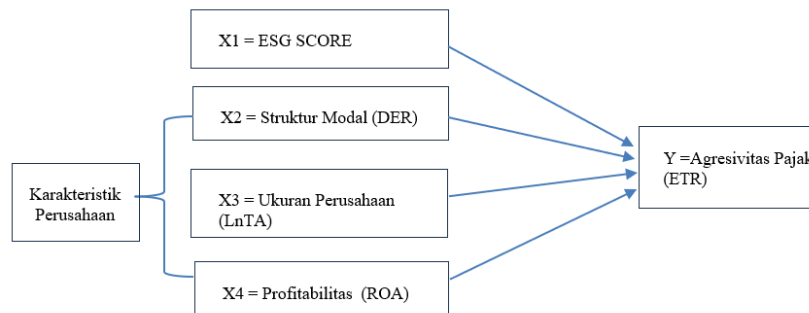 X1 = ESG SCORE
X2 = Struktur Modal (DER)
Karakteristik
Perusahaan
X3 = Ukuran Perusahaan
(LnTA)
X4 = Profitabilitas (ROA)
Y =Agresivitas Pajak
(ETR)